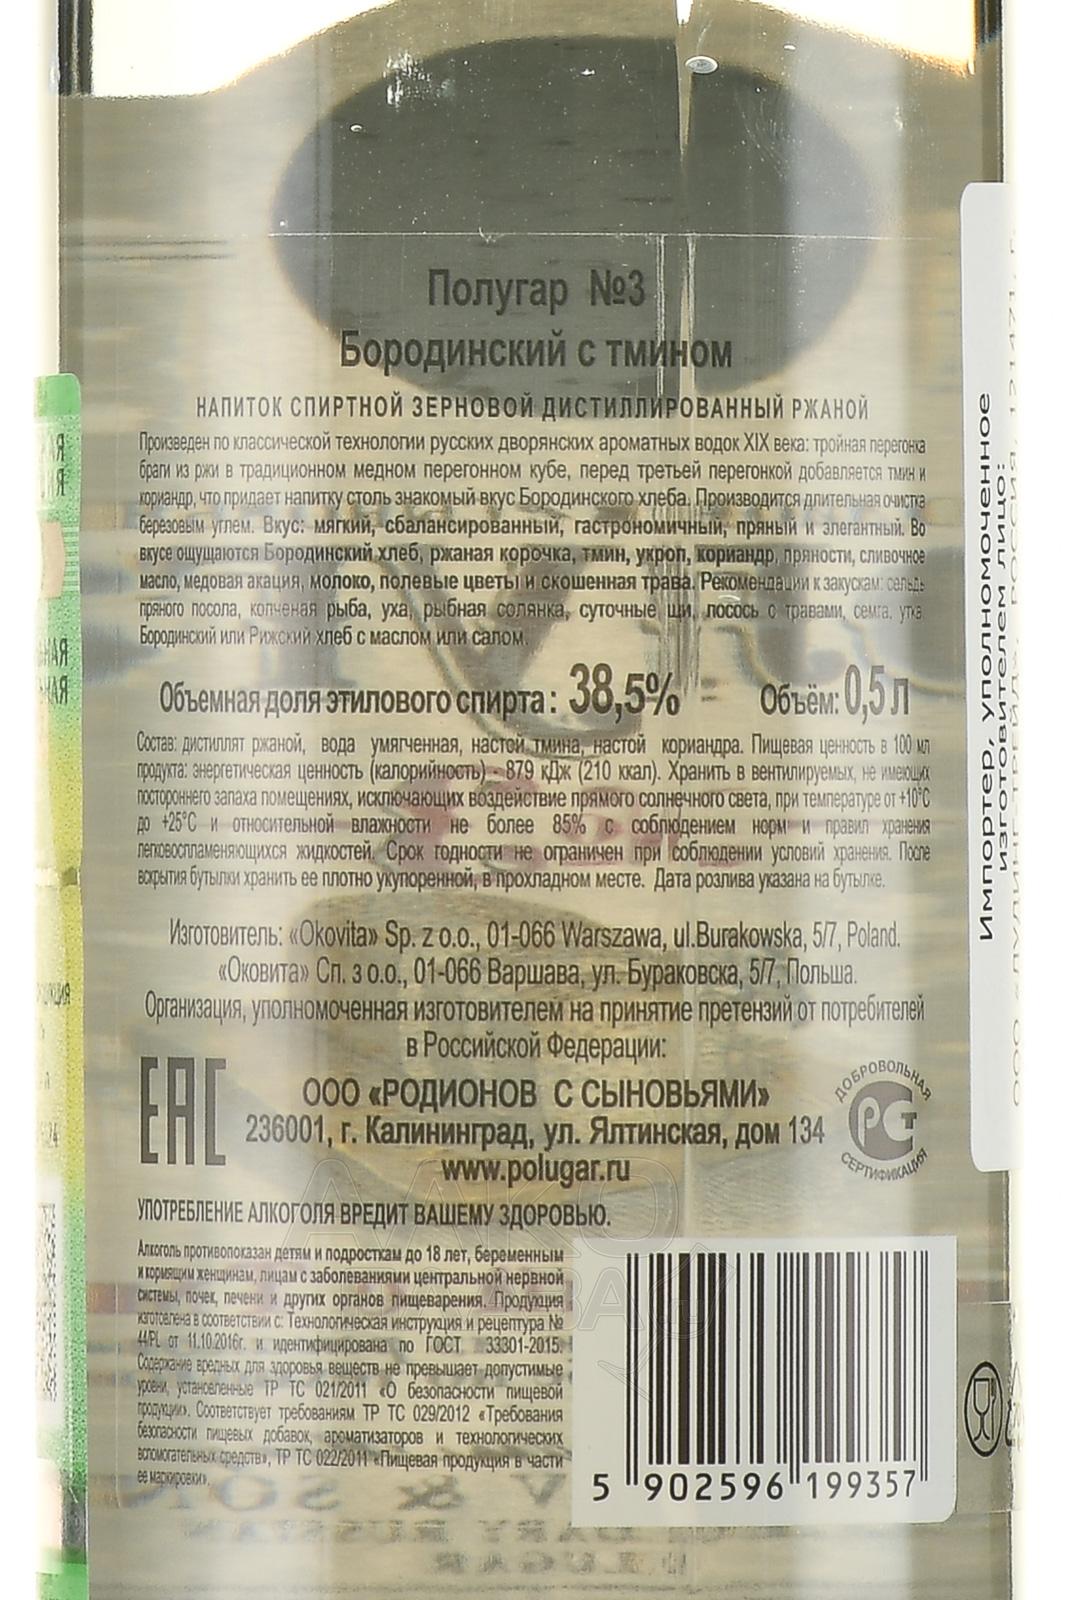 Полугар №3
Бородинский с тмином
НАПИТОК СПИРТНОЙ ЗЕРНОВОЙ ДИСТИЛЛИРОВАННЫЙ РЖАНОЙ
Произведен по классической технологии русских дворянских ароматных водок XIX века: тройная перегонка
браги из ржи в традиционном медном перегонном кубе, перед третьей перегонкой добавляется тмин и
кориандр, что придает напитку столь знакомый вкус Бородинского хлеба. Производится длительная очистка
березовым углем. Вкус: мягкий, сбалансированный, гастрономичный, пряный и элегантный. Во
вкусе ощущаются Бородинский хлеб, ржаная корочка, тмин, укроп, кориандр, пряности, сливочное
масло, медовая акация, молоко, полевые цветы и скошенная трава. Рекомендации к закускам: сельдь
пряного посола, копченая рыба, уха, рыбная солянка, суточные щи, лосось с травами, семга, утка.
Бородинский или Рижский хлеб с маслом или салом.
Объемная доля этилового спирта: 38,5% Объём: 0,5 Л
Состав: дистиллят ржаной, вода умягченная, настой тмина, настой кориандра. Пищевая ценность в 100 мл
продукта: энергетическая ценность (калорийность) - 879 кДж (210 ккал). Хранить в вентилируемых, не имеющих
постороннего запаха помещениях, исключающих воздействие прямого солнечного света, при температуре от +10°С
до +25°С и относительной влажности не более 85% с соблюдением норм и правил хранения
легковоспламеняющихся жидкостей. Срок годности не ограничен при соблюдении условий хранения. После
вскрытия бутылки хранить ее плотно укупоренной, в прохладном месте. Дата розлива указана на бутылке.
Изготовитель: «Okovita» Sp. z o.o., 01-066 Warszawa, ul.Burakowska, 5/7, Poland.
«Оковита» Сп. з о.о., 01-066 Варшава, ул. Бураковска, 5/7, Польша.
Организация, уполномоченная изготовителем на принятие претензий от потребителей
в Российской Федерации:
ООО «РОДИОНОВ С СЫНОВЬЯМИ»
236001, г. Калининград, ул. Ялтинская, дом 134
www.polugar.ru
ЕАС
ДОБРОВОЛЬНАЯ
РСТ
СЕРТИФИКАЦИЯ
УПОТРЕБЛЕНИЕ АЛКОГОЛЯ ВРЕДИТ ВАШЕМУ ЗДОРОВЬЮ.
Алкоголь противопоказан детям и подросткам до 18 лет, беременным
и кормящим женщинам, лицам с заболеваниями центральной нервной
системы, почек, печени и других органов пищеварения. Продукция
изготовлена в соответствии с: Технологическая инструкция и рецептура №
44/PL от 11.10.2016г. и идентифицирована по ГОСТ 33301-2015.
Содержание вредных для здоровья веществ не превышает допустимые
уровни, установленные ТР ТС 021/2011 «О безопасности пищевой
продукции». Соответствует требованиям ТР ТС 029/2012 «Требования
безопасности пищевых добавок, ароматизаторов и технологических
вспомогательных средств», ТР ТС 022/2011 «Пищевая продукция в части
ее маркировки».
5 902596 199357
Импортер, уполномоченное
изготовителем лицо: